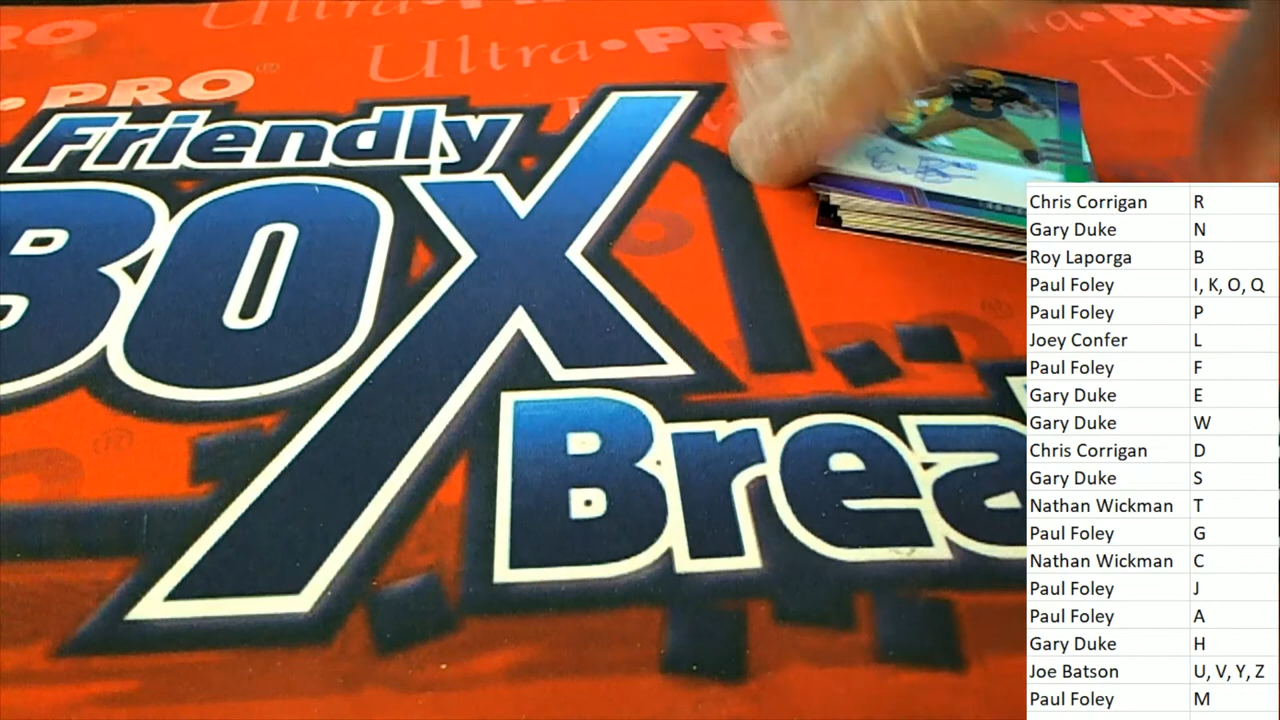 Ultra•PRO
PRO
•PRO®
Ultra
Friendly
BOX
Brea
Chris Corrigan R
Gary Duke N
Roy Laporga B
Paul Foley I, K, O, Q
Paul Foley P
Joey Confer L
Paul Foley F
Gary Duke E
Gary Duke W
Chris Corrigan D
Gary Duke S
Nathan Wickman T
Paul Foley G
Nathan Wickman C
Paul Foley J
Paul Foley A
Gary Duke H
Joe Batson U, V, Y, Z
Paul Foley M